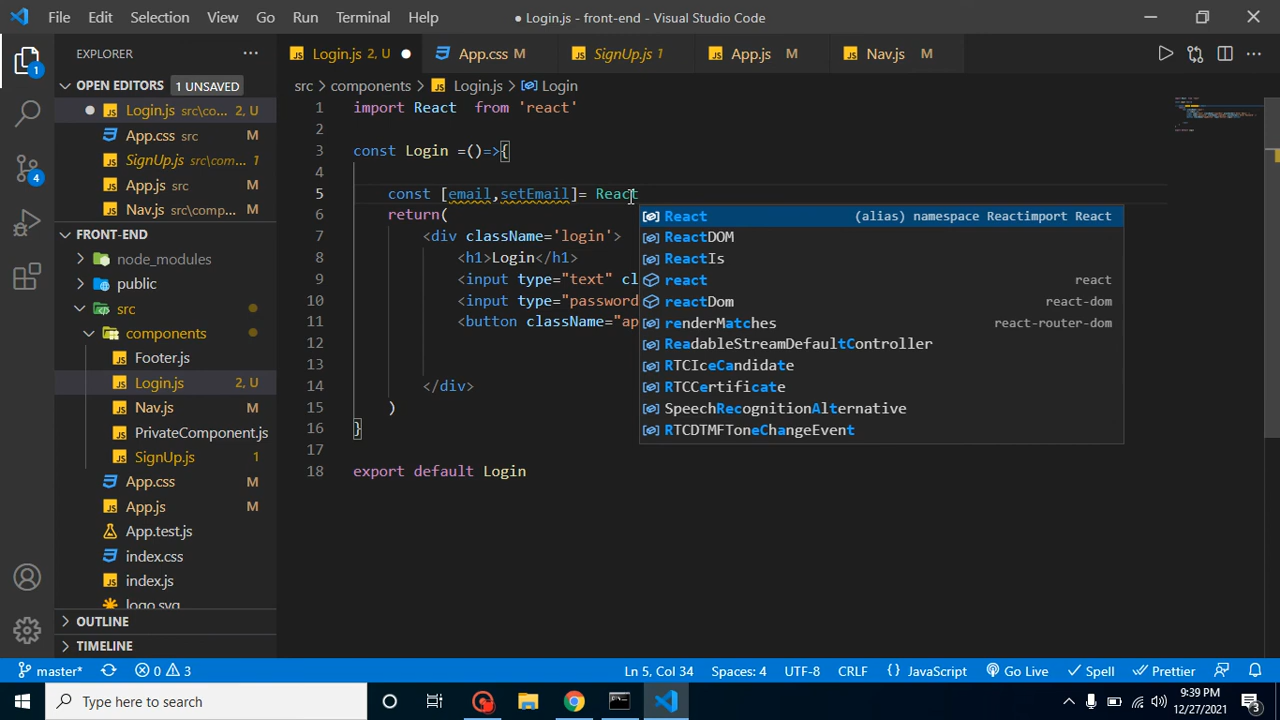 File Edit Selection View Go Run Terminal Help
● Login.js - front-end - Visual Studio Code
EXPLORER
Login.js 2, U ●
App.css M
SignUp.js 1
App.js M
Nav.js M
1
OPEN EDITORS 1 UNSAVED
● Login.js src\co... 2, U
App.css src M
SignUp.js src\com... 1
App.js src M
Nav.js src\comp... M
FRONT-END
node_modules
public
src
components
Footer.js
Login.js 2, U
Nav.js M
PrivateComponent.js
SignUp.js 1
App.css M
App.js M
App.test.js
index.css
index.js
logo.svg
OUTLINE
TIMELINE
src > components > Login.js > Login
1 import React  from 'react'
2
3 const Login =()=>{
4
5 const [email,setEmail]= React
6 return(
7 <div className='login'>
8 <h1>Login</h1>
9 <input type="text" cl
10 <input type="password
11 <button className="ap
12
13
14 </div>
15 )
16 }
17
18 export default Login
React (alias) namespace Reactimport React
ReactDOM
ReactIs
react react
reactDom react-dom
renderMatches react-router-dom
ReadableStreamDefaultController
RTCIceCandidate
RTCCertificate
SpeechRecognitionAlternative
RTCDTMFToneChangeEvent
master* 0 3 Ln 5, Col 34 Spaces: 4 UTF-8 CRLF {} JavaScript Go Live Spell Prettier
Type here to search
9:39 PM
12/27/2021
3